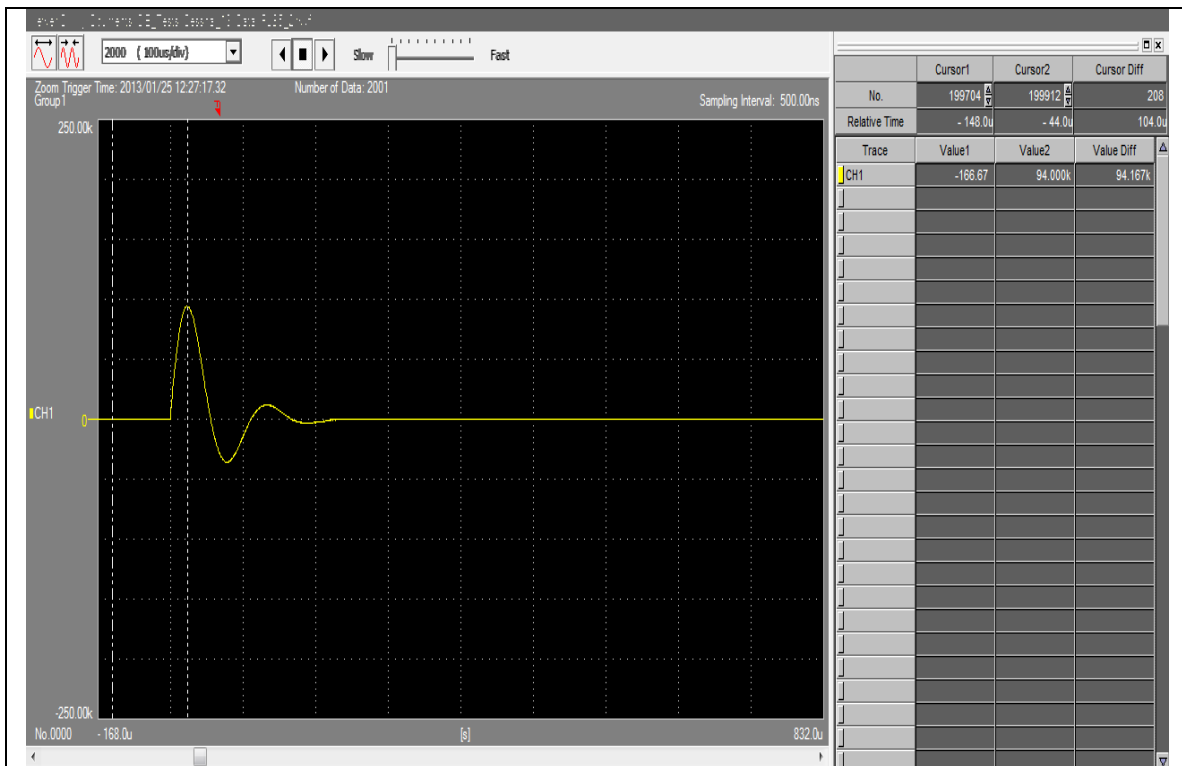 2000 ( 100us/div)
Slow
Fast
Zoom Trigger Time: 2013/01/25 12:27:17.32
Number of Data: 2001
Group1
Sampling Interval: 500.00ns
250.00k
CH1
0
-250.00k
No.0000
- 168.0u
[s]
832.0u
Cursor1 Cursor2 Cursor Diff
No. 199704 199912 208
Relative Time - 148.0u - 44.0u 104.0u
Trace Value1 Value2 Value Diff
CH1 -166.67 94.000k 94.167k